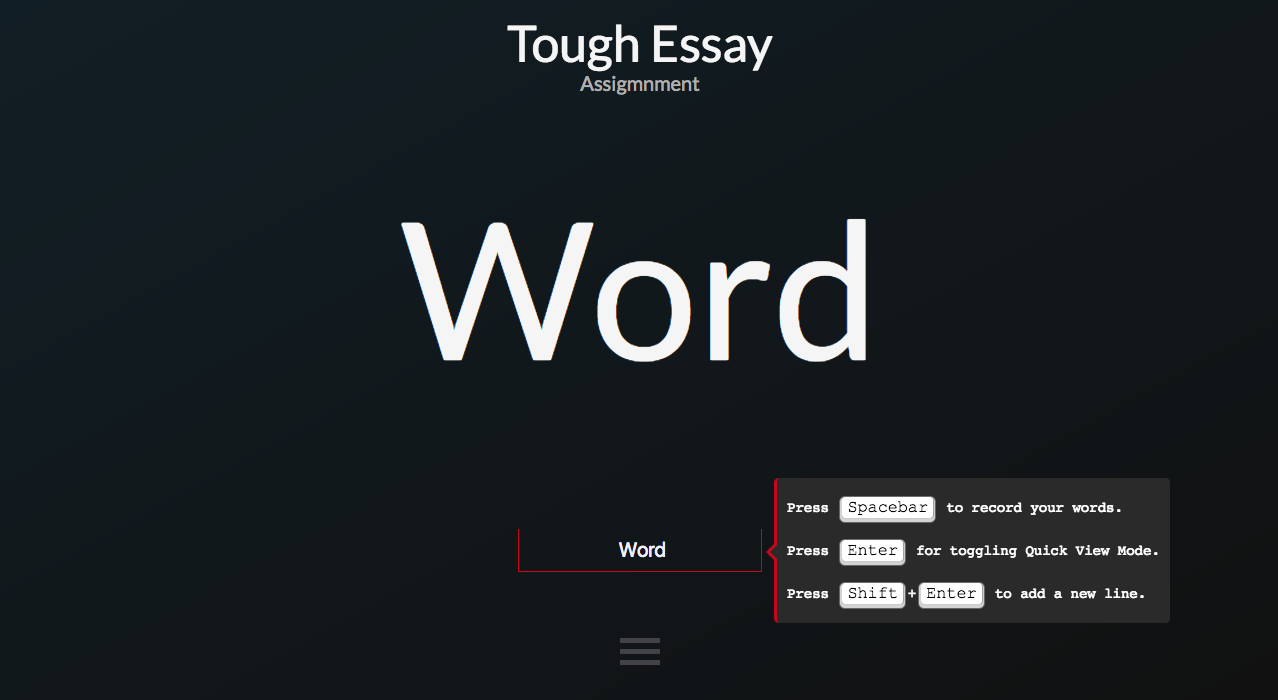 Tough Essay
Assigmnment
Word
Word
Press Spacebar to record your words.
Press Enter for toggling Quick View Mode.
Press Shift+Enter to add a new line.